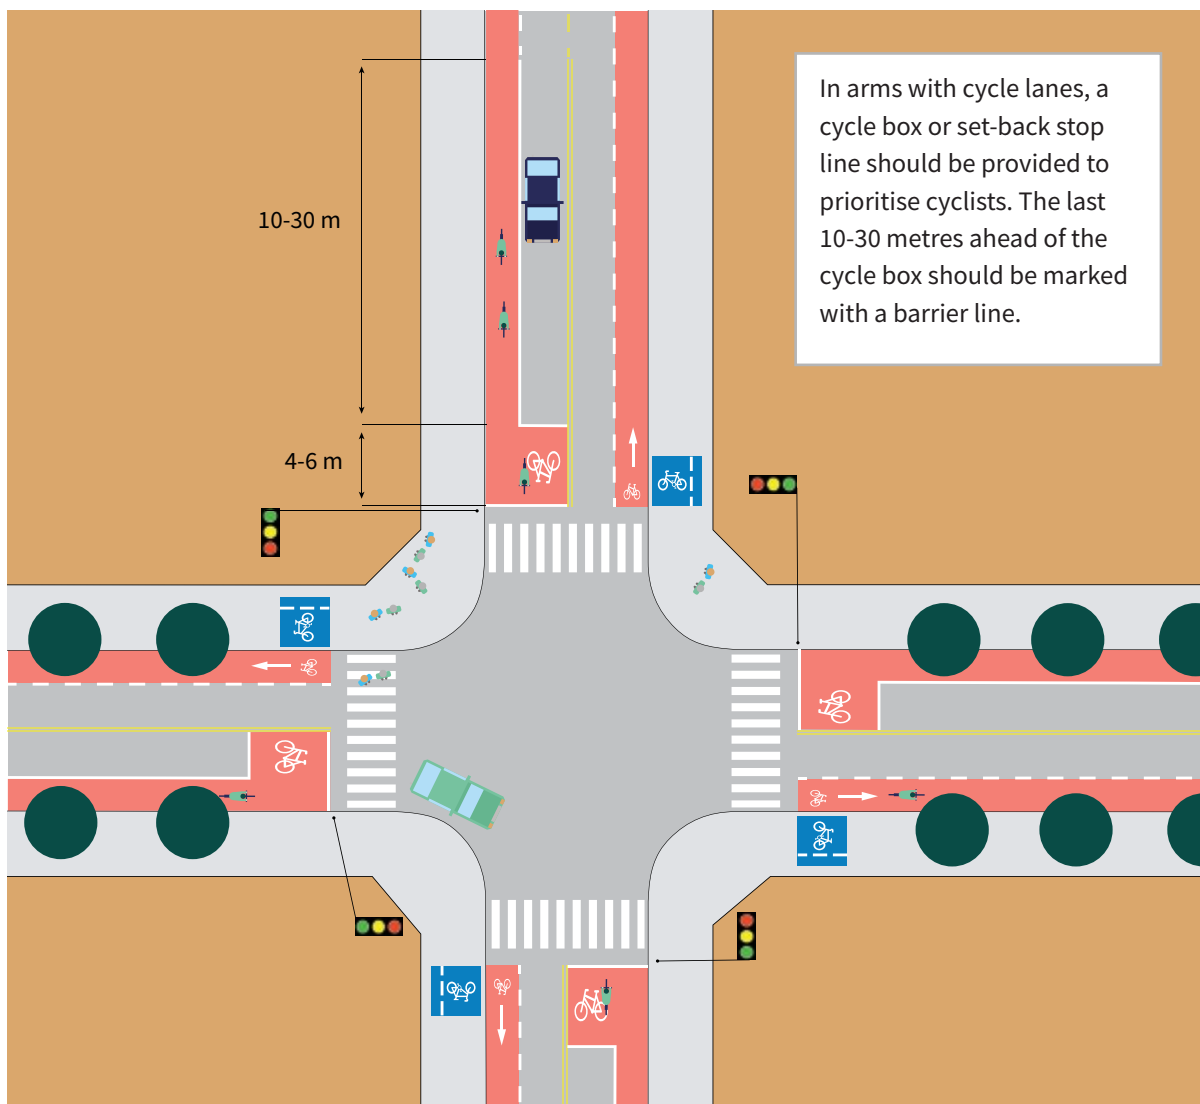 In arms with cycle lanes, a
cycle box or set-back stop
line should be provided to
prioritise cyclists. The last
10-30 metres ahead of the
cycle box should be marked
with a barrier line.
10-30 m
4-6 m